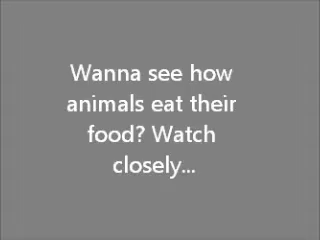 Wanna see how
animals eat their
food? Watch
closely...